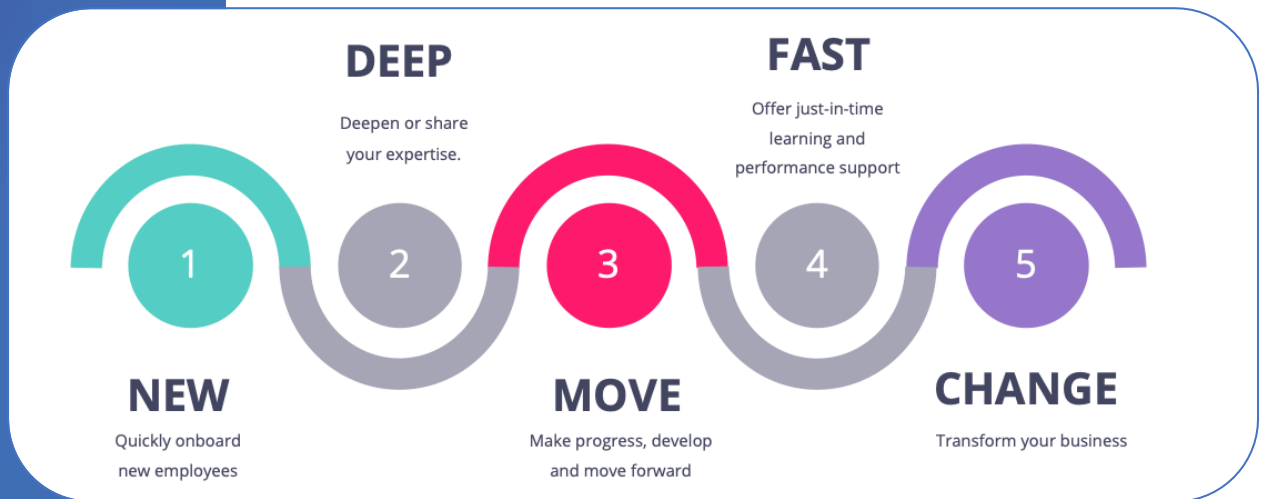 1
NEW
Quickly onboard
new employees
2
DEEP
Deepen or share
your expertise.
3
MOVE
Make progress, develop
and move forward
4
FAST
Offer just-in-time
learning and
performance support
5
CHANGE
Transform your business